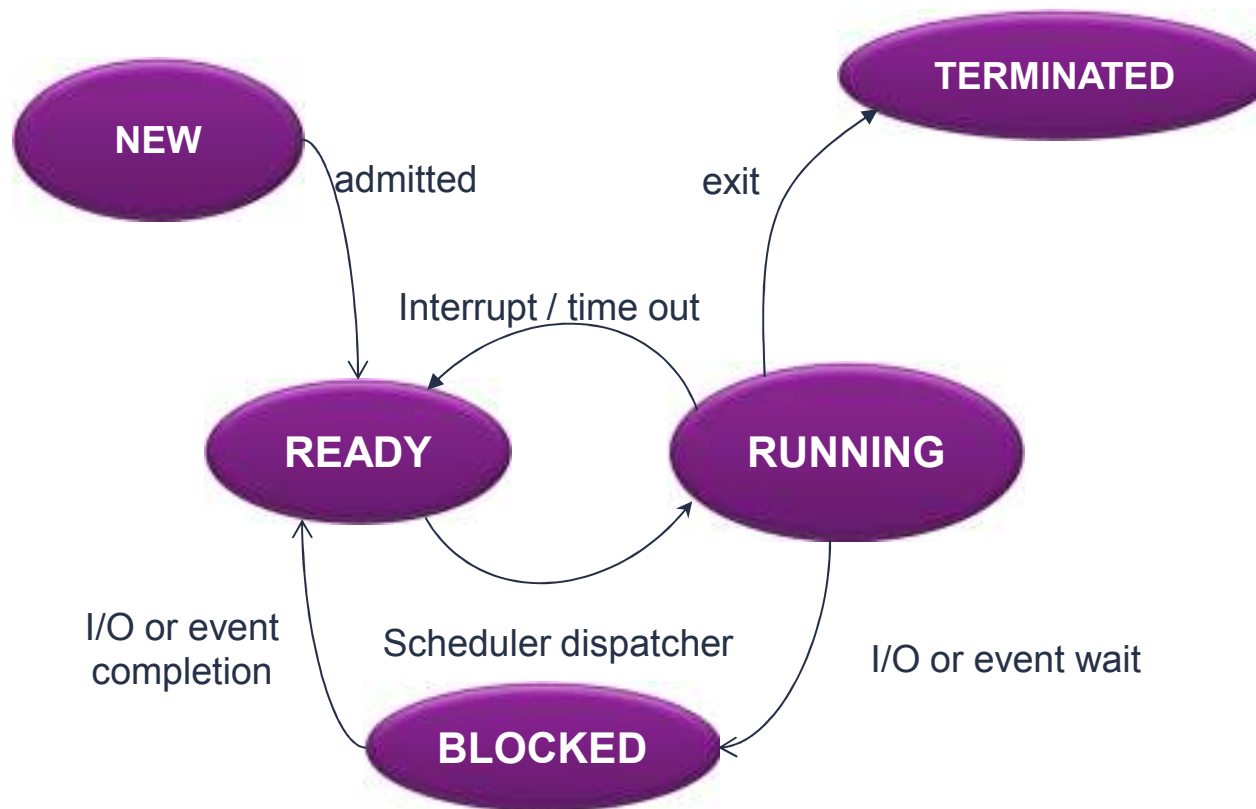 TERMINATED
NEW
admitted
exit
Interrupt / time out
READY
RUNNING
I/O or event
completion
Scheduler dispatcher
I/O or event wait
BLOCKED